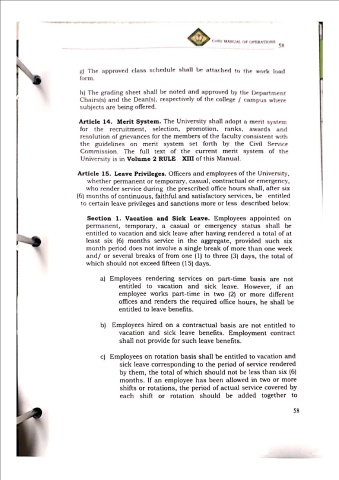 CvSU MANUAL OF OPERATIONS
58
g) The approved class schedule shall be attached to the work load
form.
h) The grading sheet shall be noted and approved by the Department
Chairs(s) and the Dean(s), respectively of the college / campus where
subjects are being offered.
Article 14. Merit System. The University shall adopt a merit system
for the recruitment, selection, promotion, ranks, awards and
resolution of grievances for the members of the faculty consistent with
the guidelines on merit system set forth by the Civil Service
Commission. The full text of the current merit system of the
University is in Volume 2 RULE XIII of this Manual.
Article 15. Leave Privileges. Officers and employees of the University,
whether permanent or temporary, casual, contractual or emergency,
who render service during the prescribed office hours shall, after six
(6) months of continuous, faithful and satisfactory services, be entitled
to certain leave privileges and sanctions more or less described below.
Section 1. Vacation and Sick Leave. Employees appointed on
permanent, temporary, a casual or emergency status shall be
entitled to vacation and sick leave after having rendered a total of at
least six (6) months service in the aggregate, provided such six
month period does not involve a single break of more than one week
and/ or several breaks of from one (1) to three (3) days, the total of
which should not exceed fifteen (15) days.
a) Employees rendering services on part-time basis are not
entitled to vacation and sick leave. However, if an
employee works part-time in two (2) or more different
offices and renders the required office hours, he shall be
entitled to leave benefits.
b) Employees hired on a contractual basis are not entitled to
vacation and sick leave benefits. Employment contract
shall not provide for such leave benefits.
c) Employees on rotation basis shall be entitled to vacation and
sick leave corresponding to the period of service rendered
by them, the total of which should not be less than six (6)
months. If an employee has been allowed in two or more
shifts or rotations, the period of actual service covered by
each shift or rotation should be added together to
58